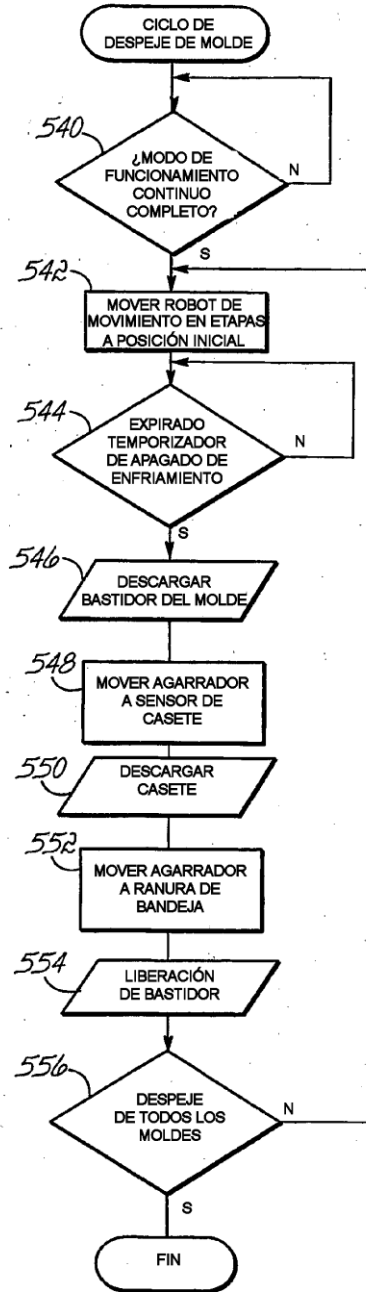 CICLO DE
DESPEJE DE MOLDE
540
¿MODO DE
FUNCIONAMIENTO
CONTINUO
COMPLETO?
N
S
542
MOVER ROBOT DE
MOVIMIENTO EN ETAPAS
A POSICIÓN INICIAL
544
EXPIRADO
TEMPORIZADOR
DE APAGADO DE
ENFRIAMIENTO
N
S
546
DESCARGAR
BASTIDOR DEL MOLDE
548
MOVER AGARRADOR
A SENSOR DE
CASETE
550
DESCARGAR
CASETE
552
MOVER AGARRADOR
A RANURA DE
BANDEJA
554
LIBERACIÓN
DE BASTIDOR
556
DESPEJE
DE TODOS LOS
MOLDES
N
S
FIN